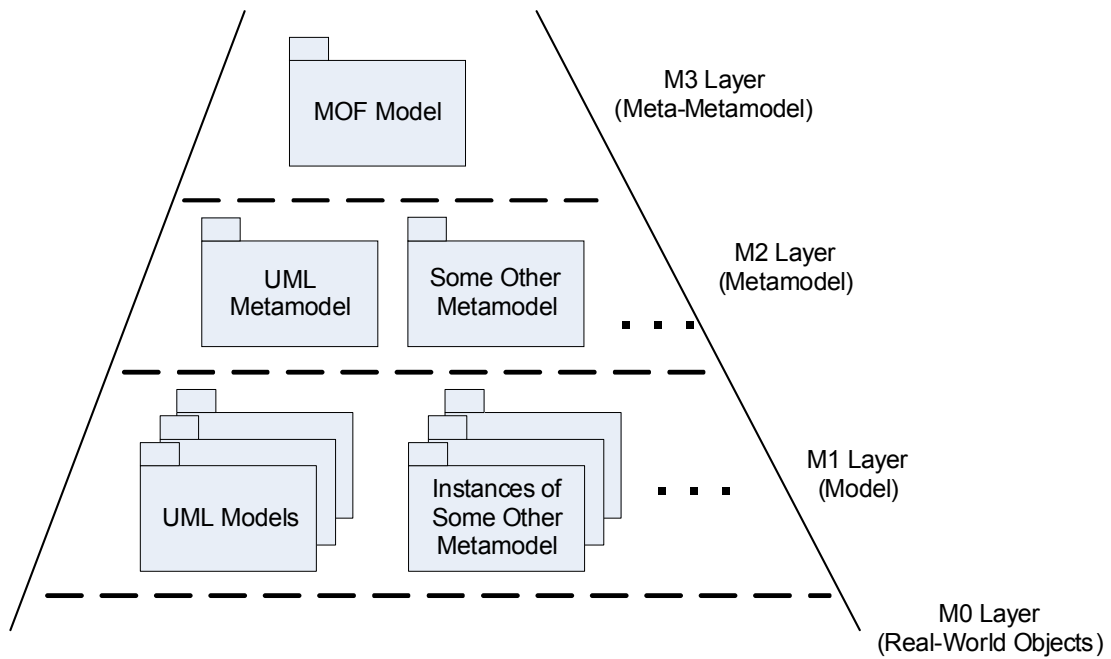 MOF Model
M3 Layer
(Meta-Metamodel)
UML
Metamodel
Some Other
Metamodel
M2 Layer
(Metamodel)
UML Models
Instances of
Some Other
Metamodel
M1 Layer
(Model)
M0 Layer
(Real-World Objects)